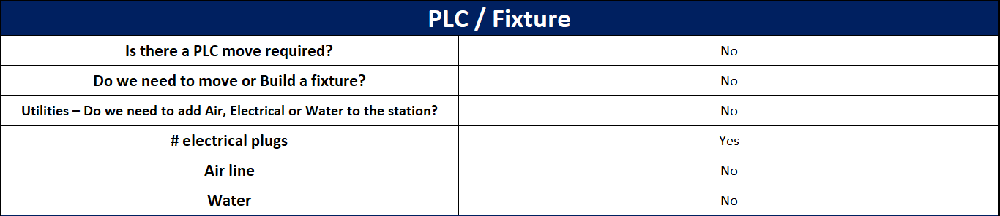 PLC / Fixture
Is there a PLC move required? No
Do we need to move or Build a fixture? No
Utilities – Do we need to add Air, Electrical or Water to the station? No
# electrical plugs Yes
Air line No
Water No